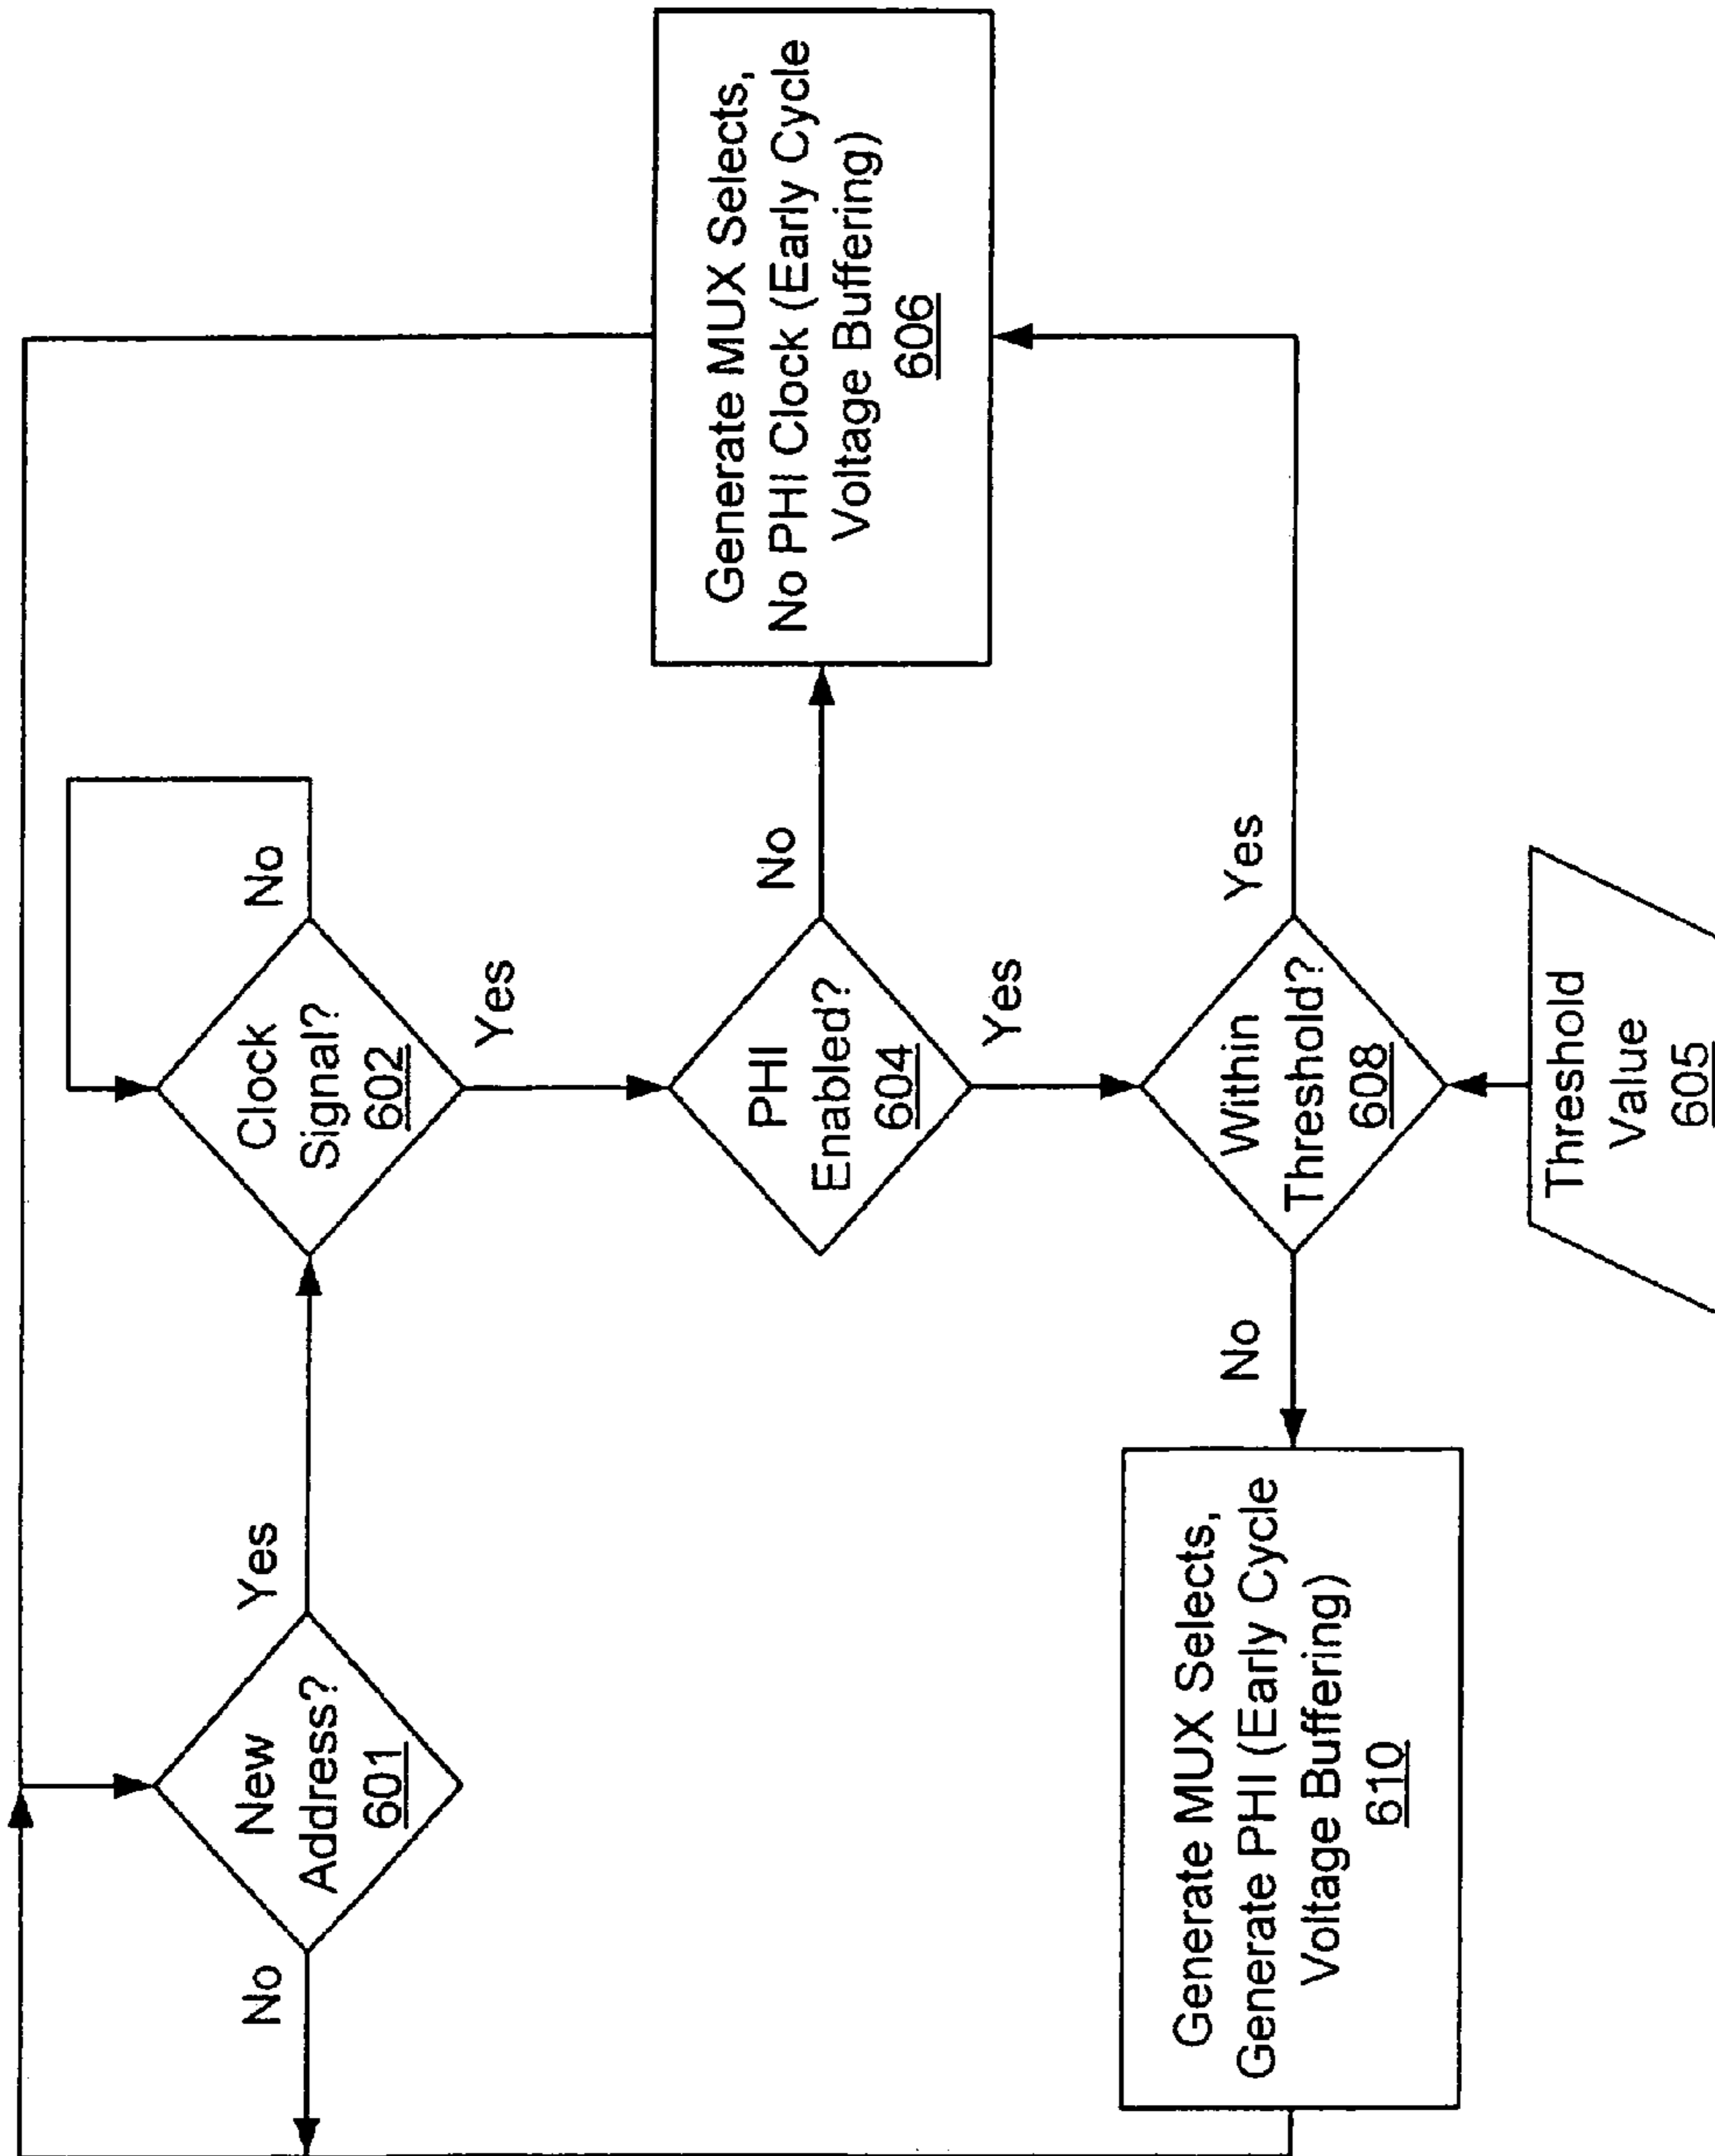 New
Address?
601
No
Yes
Clock
Signal?
602
No
Yes
PHI
Enabled?
604
No
Yes
Generate MUX Selects,
No PHI Clock (Early Cycle
Voltage Buffering)
606
Within
Threshold?
608
Yes
No
Generate MUX Selects,
Generate PHI (Early Cycle
Voltage Buffering)
610
Threshold
Value
605